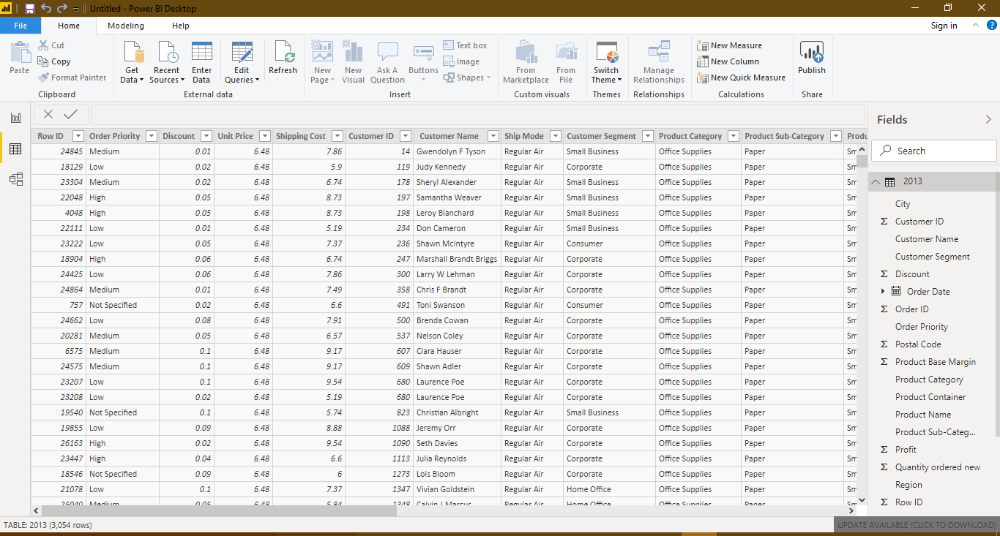 Untitled - Power BI Desktop
File Home Modeling Help Sign in
Paste Cut Copy Format Painter
Get Data Recent Sources Enter Data Edit Queries Refresh
New Page New Visual Ask A Question Buttons Text box Image Shapes
From Marketplace From File Switch Theme Manage Relationships
New Measure New Column New Quick Measure Publish
Clipboard External data Insert Custom visuals Themes Relationships Calculations Share
Row ID Order Priority Discount Unit Price Shipping Cost Customer ID Customer Name Ship Mode Customer Segment Product Category Product Sub-Category Produ
24845 Medium 0.01 6.48 7.86 14 Gwendolyn F Tyson Regular Air Small Business Office Supplies Paper Sm
18129 Low 0.02 6.48 5.9 119 Judy Kennedy Regular Air Corporate Office Supplies Paper Sm
23304 Medium 0.02 6.48 6.74 178 Sheryl Alexander Regular Air Small Business Office Supplies Paper Sm
22048 High 0.05 6.48 8.73 197 Samantha Weaver Regular Air Small Business Office Supplies Paper Sm
4048 High 0.05 6.48 8.73 198 Leroy Blanchard Regular Air Small Business Office Supplies Paper Sm
22111 Low 0.01 6.48 5.19 234 Don Cameron Regular Air Small Business Office Supplies Paper Sm
23222 Low 0.05 6.48 7.37 236 Shawn McIntyre Regular Air Consumer Office Supplies Paper Sm
18904 High 0.06 6.48 6.74 247 Marshall Brandt Briggs Regular Air Corporate Office Supplies Paper Sm
24425 Low 0.06 6.48 7.86 300 Larry W Lehman Regular Air Corporate Office Supplies Paper Sm
24864 Medium 0.01 6.48 7.49 358 Chris F Brandt Regular Air Corporate Office Supplies Paper Sm
757 Not Specified 0.02 6.48 6.6 491 Toni Swanson Regular Air Consumer Office Supplies Paper Sm
24662 Low 0.08 6.48 7.91 500 Brenda Cowan Regular Air Corporate Office Supplies Paper Sm
20281 Medium 0.05 6.48 6.57 537 Nelson Coley Regular Air Corporate Office Supplies Paper Sm
6575 Medium 0.1 6.48 9.17 607 Clara Hauser Regular Air Corporate Office Supplies Paper Sm
24575 Medium 0.1 6.48 9.17 609 Shawn Adler Regular Air Corporate Office Supplies Paper Sm
23207 Low 0.1 6.48 9.54 680 Laurence Poe Regular Air Corporate Office Supplies Paper Sm
23208 Low 0.02 6.48 5.19 680 Laurence Poe Regular Air Corporate Office Supplies Paper Sm
19540 Not Specified 0.1 6.48 5.74 823 Christian Albright Regular Air Small Business Office Supplies Paper Sm
19855 Low 0.09 6.48 8.88 1088 Jeremy Orr Regular Air Corporate Office Supplies Paper Sm
26163 High 0.02 6.48 9.54 1090 Seth Davies Regular Air Corporate Office Supplies Paper Sm
23447 High 0.04 6.48 6.6 1113 Julia Reynolds Regular Air Corporate Office Supplies Paper Sm
18546 Not Specified 0.09 6.48 6 1273 Lois Bloom Regular Air Corporate Office Supplies Paper Sm
21078 Low 0.1 6.48 7.37 1347 Vivian Goldstein Regular Air Home Office Office Supplies Paper Sm
25040 Medium 0.05 6.48 5.84 1348 Calvin J Marcus Regular Air Home Office Office Supplies Paper Sm
Fields
Search
2013
City
Customer ID
Customer Name
Customer Segment
Discount
Order Date
Order ID
Order Priority
Postal Code
Product Base Margin
Product Category
Product Container
Product Name
Product Sub-Categ...
Profit
Quantity ordered new
Region
Row ID
TABLE: 2013 (3,054 rows)
UPDATE AVAILABLE (CLICK TO DOWNLOAD)